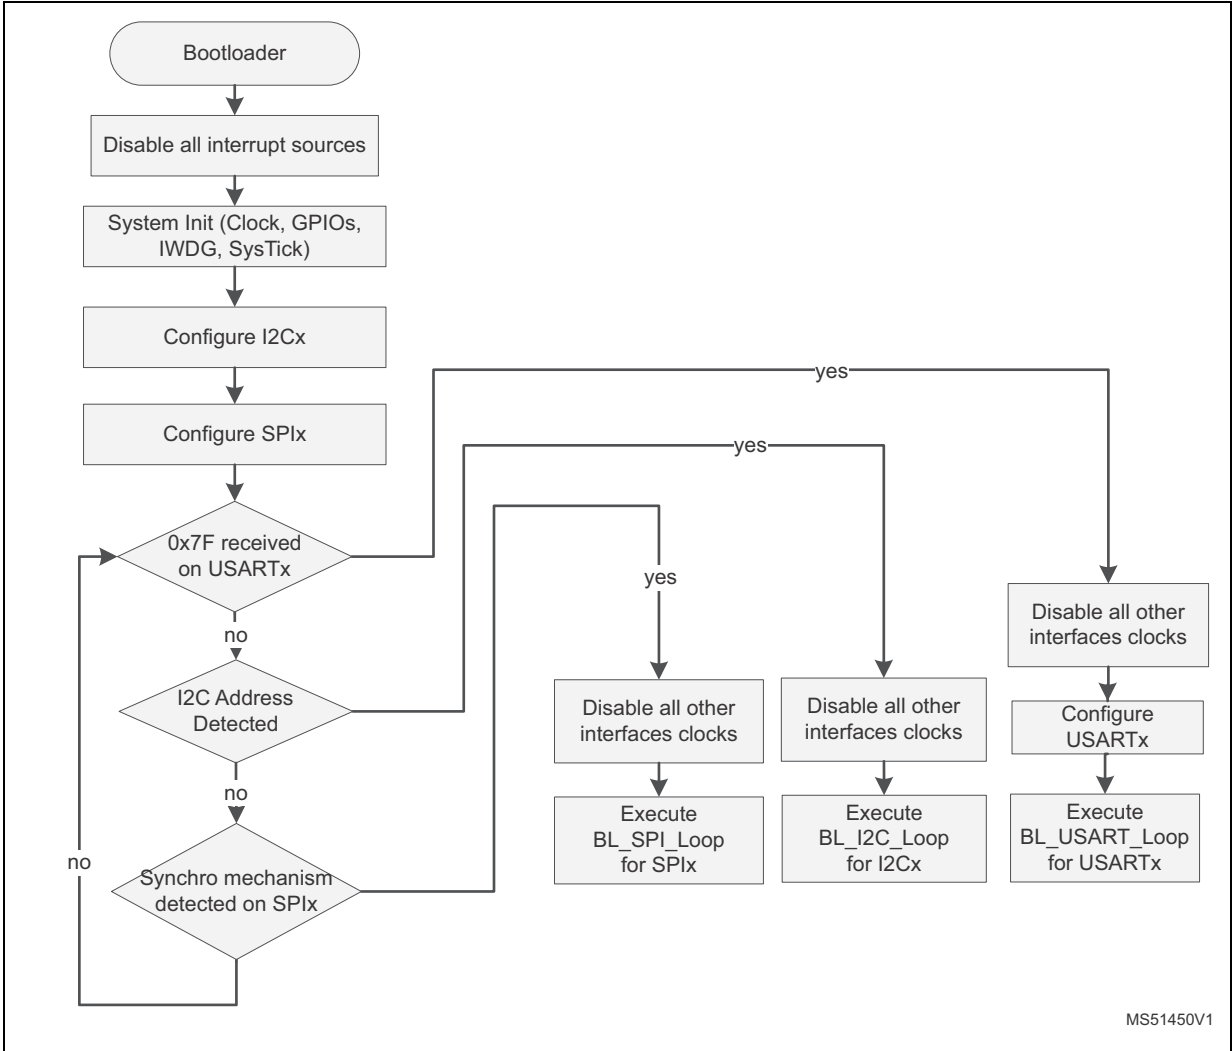 Bootloader
Disable all interrupt sources
System Init (Clock, GPIOs,
IWDG, SysTick)
Configure I2Cx
Configure SPIx
yes
yes
0x7F received
on USARTx
yes
no
Disable all other
interfaces clocks
I2C Address
Detected
Disable all other
interfaces clocks
Disable all other
interfaces clocks
Configure
USARTx
no
Execute
BL_SPI_Loop
for SPIx
Execute
BL_I2C_Loop
for I2Cx
Execute
BL_USART_Loop
for USARTx
no
Synchro mechanism
detected on SPIx
MS51450V1